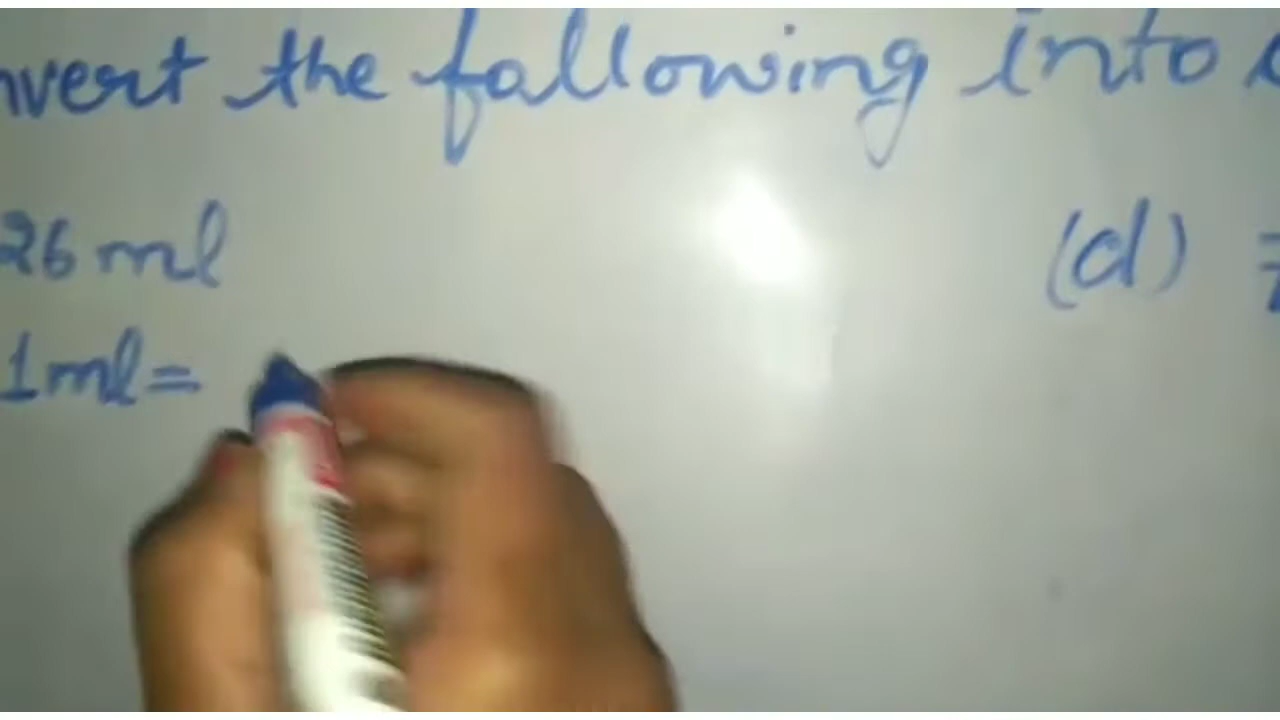 nvert the following into
26 ml
(d)
1ml=